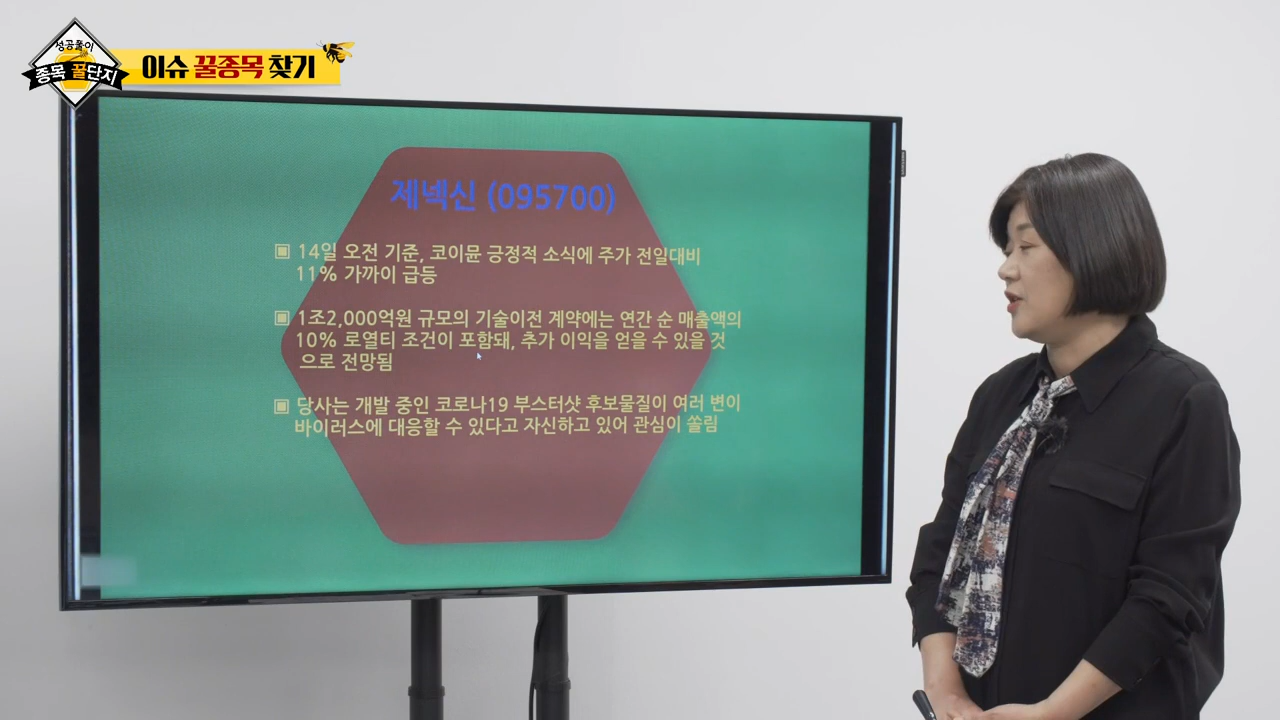 성공풀이
종목 꿀단지
이슈 꿀종목 찾기
제넥신 (095700)
▣ 14일 오전 기준, 코이뮨 긍정적 소식에 주가 전일대비
11% 가까이 급등
▣ 1조2,000억원 규모의 기술이전 계약에는 연간 순 매출액의
10% 로열티 조건이 포함돼, 추가 이익을 얻을 수 있을 것
으로 전망됨
▣ 당사는 개발 중인 코로나19 부스터샷 후보물질이 여러 변이
바이러스에 대응할 수 있다고 자신하고 있어 관심이 쏠림